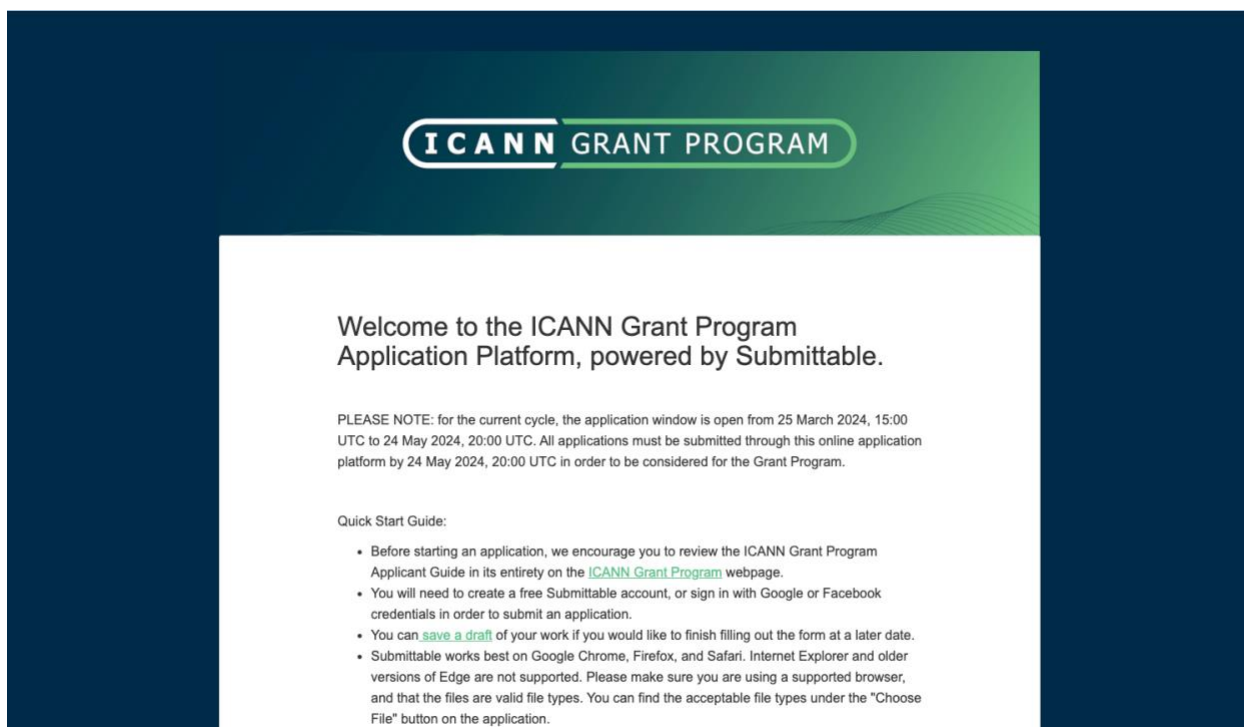 ICANN GRANT PROGRAM
Welcome to the ICANN Grant Program
Application Platform, powered by Submittable.
PLEASE NOTE: for the current cycle, the application window is open from 25 March 2024, 15:00
UTC to 24 May 2024, 20:00 UTC. All applications must be submitted through this online application
platform by 24 May 2024, 20:00 UTC in order to be considered for the Grant Program.
Quick Start Guide:
• Before starting an application, we encourage you to review the ICANN Grant Program
Applicant Guide in its entirety on the ICANN Grant Program webpage.
• You will need to create a free Submittable account, or sign in with Google or Facebook
credentials in order to submit an application.
• You can save a draft of your work if you would like to finish filling out the form at a later date.
• Submittable works best on Google Chrome, Firefox, and Safari. Internet Explorer and older
versions of Edge are not supported. Please make sure you are using a supported browser,
and that the files are valid file types. You can find the acceptable file types under the "Choose
File" button on the application.